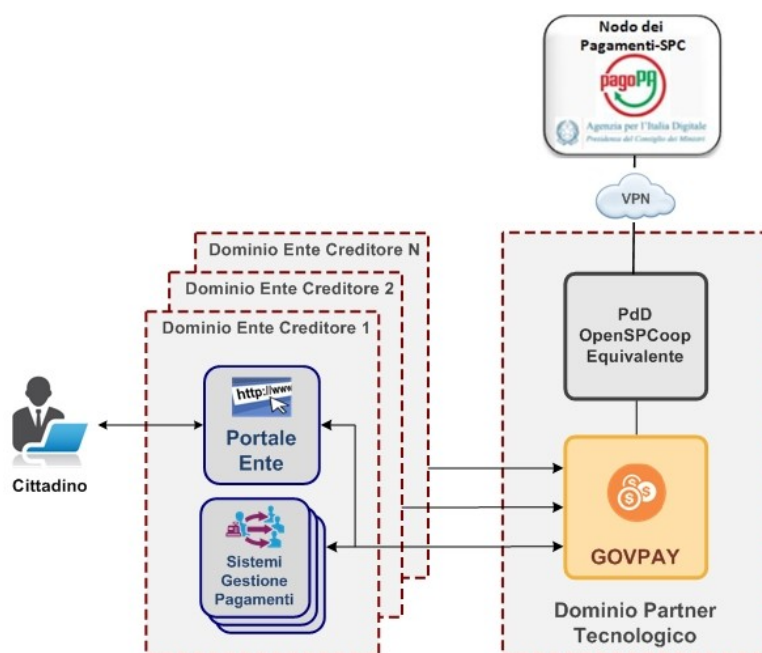 Nodo dei
Pagamenti-SPC
pagoPA
Agenzia per l'Italia Digitale
Presidenza del Consiglio dei Ministri
VPN
Dominio Ente Creditore N
Dominio Ente Creditore 2
Dominio Ente Creditore 1
PdD
OpenSPCoop
Equivalente
http://www
Portale
Ente
Cittadino
Sistemi
Gestione
Pagamenti
GOVPAY
Dominio Partner
Tecnologico